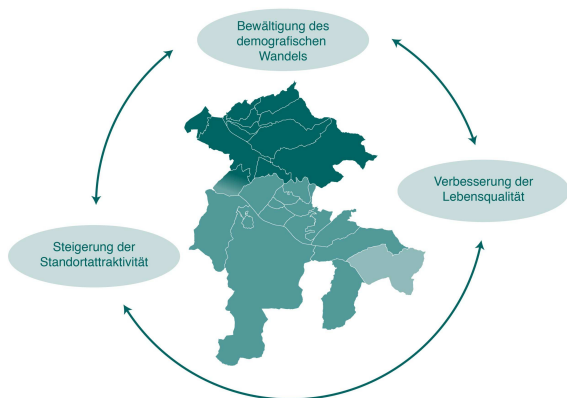 Bewältigung des
demografischen
Wandels
Verbesserung der
Lebensqualität
Steigerung der
Standortattraktivität